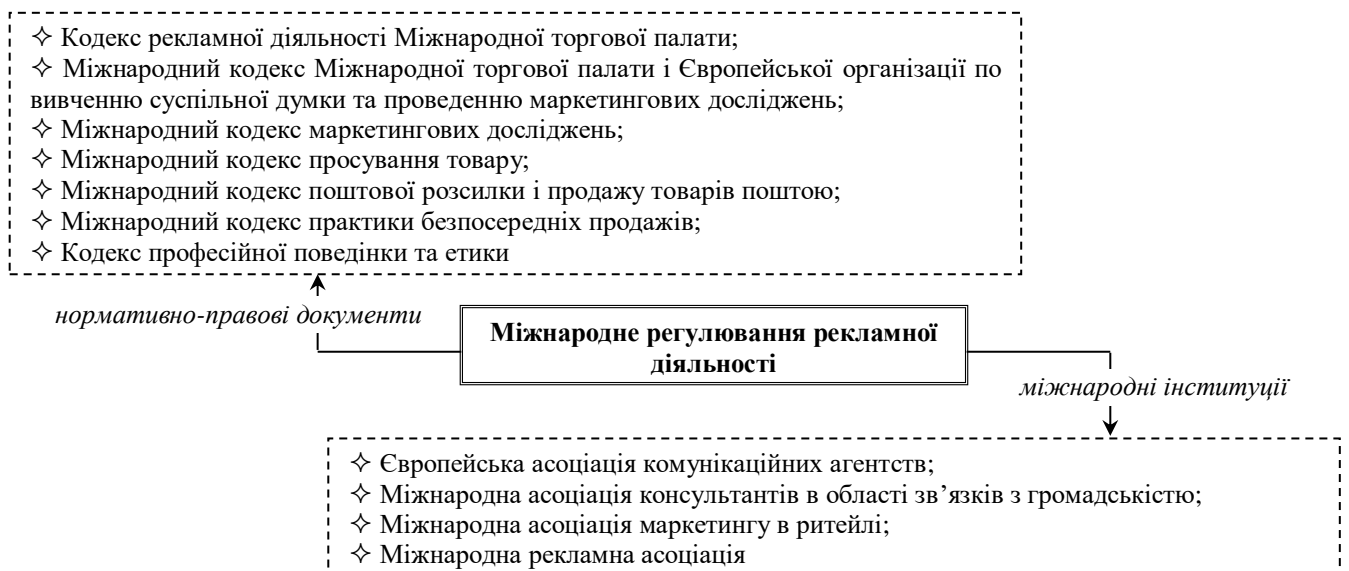 ✧ Кодекс рекламної діяльності Міжнародної торгової палати;
✧ Міжнародний кодекс Міжнародної торгової палати і Європейської організації по
вивченню суспільної думки та проведенню маркетингових досліджень;
✧ Міжнародний кодекс маркетингових досліджень;
✧ Міжнародний кодекс просування товару;
✧ Міжнародний кодекс поштової розсилки і продажу товарів поштою;
✧ Міжнародний кодекс практики безпосередніх продажів;
✧ Кодекс професійної поведінки та етики
нормативно-правові документи
Міжнародне регулювання рекламної
діяльності
міжнародні інституції
✧ Європейська асоціація комунікаційних агентств;
✧ Міжнародна асоціація консультантів в області зв’язків з громадськістю;
✧ Міжнародна асоціація маркетингу в ритейлі;
✧ Міжнародна рекламна асоціація